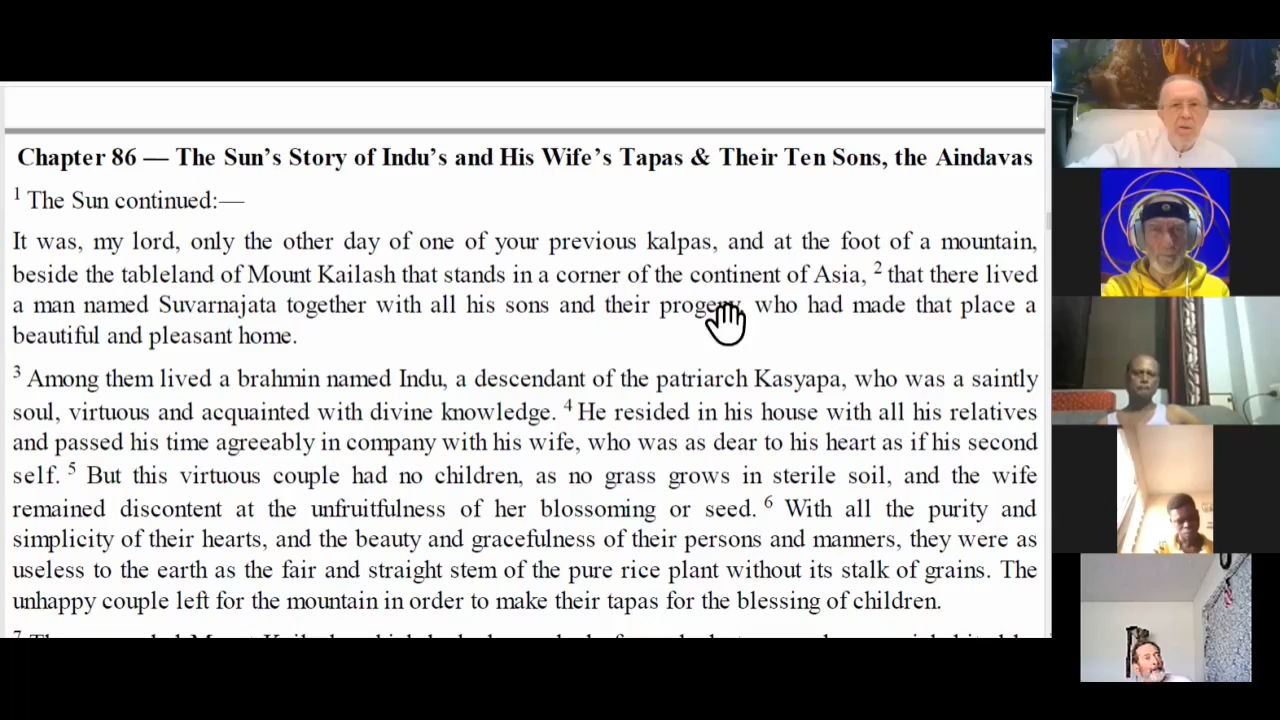 Chapter 86 — The Sun’s Story of Indu’s and His Wife’s Tapas & Their Ten Sons, the Aindavas
1 The Sun continued:—
It was, my lord, only the other day of one of your previous kalpas, and at the foot of a mountain,
beside the tableland of Mount Kailash that stands in a corner of the continent of Asia, 2 that there lived
a man named Suvarnajata together with all his sons and their who had made that place a
beautiful and pleasant home.
3 Among them lived a brahmin named Indu, a descendant of the patriarch Kasyapa, who was a saintly
soul, virtuous and acquainted with divine knowledge. 4 He resided in his house with all his relatives
and passed his time agreeably in company with his wife, who was as dear to his heart as if his second
self. 5 But this virtuous couple had no children, as no grass grows in sterile soil, and the wife
remained discontent at the unfruitfulness of her blossoming or seed. 6 With all the purity and
simplicity of their hearts, and the beauty and gracefulness of their persons and manners, they were as
useless to the earth as the fair and straight stem of the pure rice plant without its stalk of grains. The
unhappy couple left for the mountain in order to make their tapas for the blessing of children.